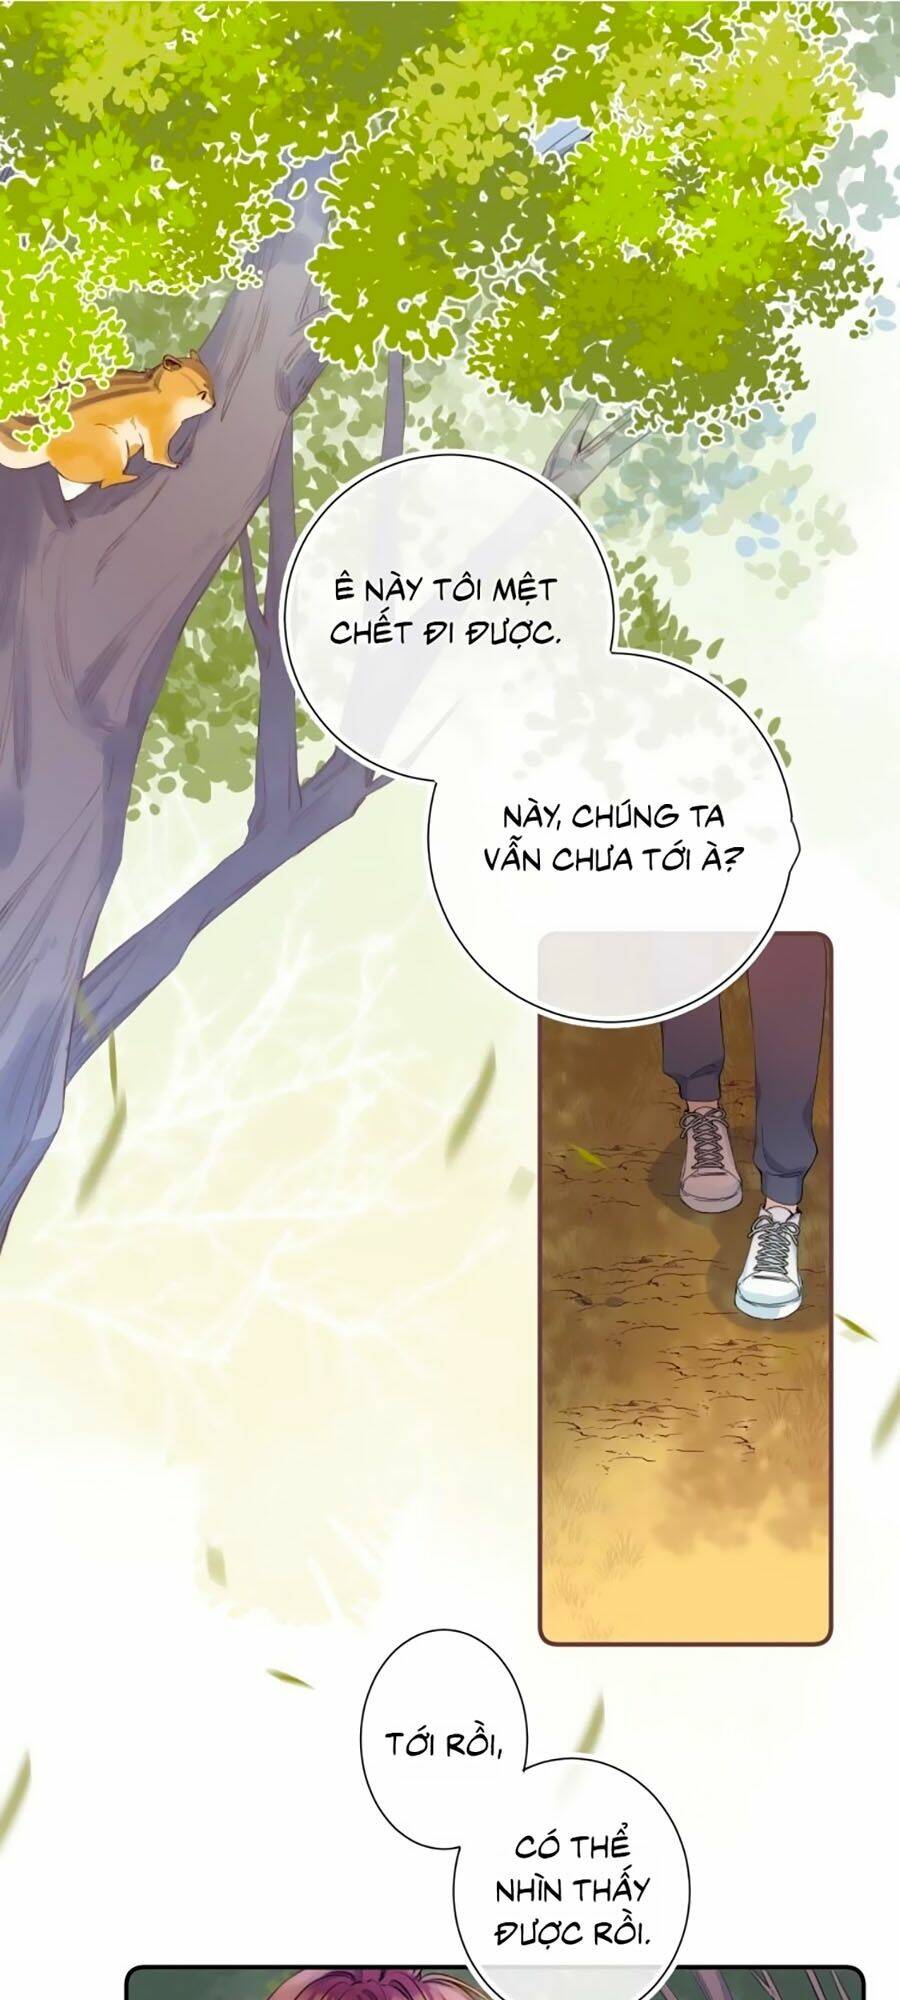 Ê NÀY TÔI MỆT
CHẾT ĐI ĐƯỢC.
NÀY, CHÚNG TA
VẪN CHƯA TỚI À?
TỚI RỒI,
CÓ THỂ
NHÌN THẤY
ĐƯỢC RỒI.